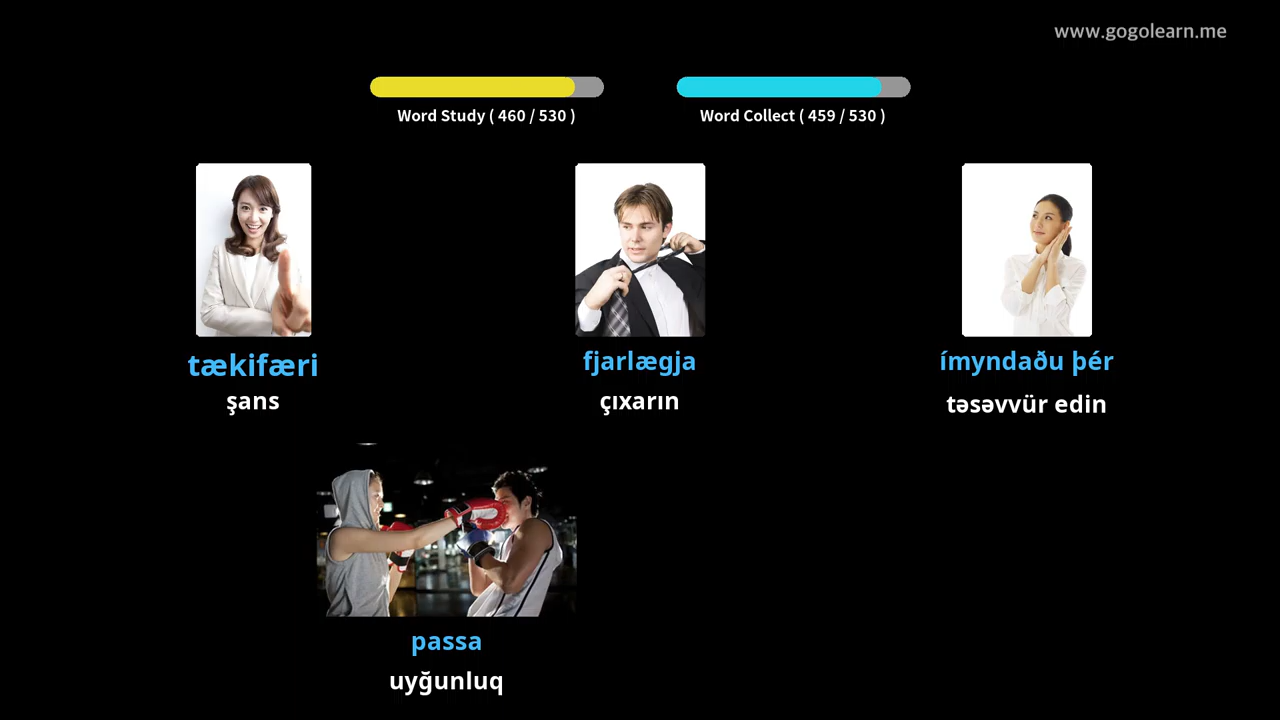 www.gogolearn.me
Word Study ( 460 / 530 )
Word Collect ( 459 / 530 )
tækifæri
şans
fjarlægja
çıxarın
ímyndaðu þér
təsəvvür edin
passa
uyğunluq